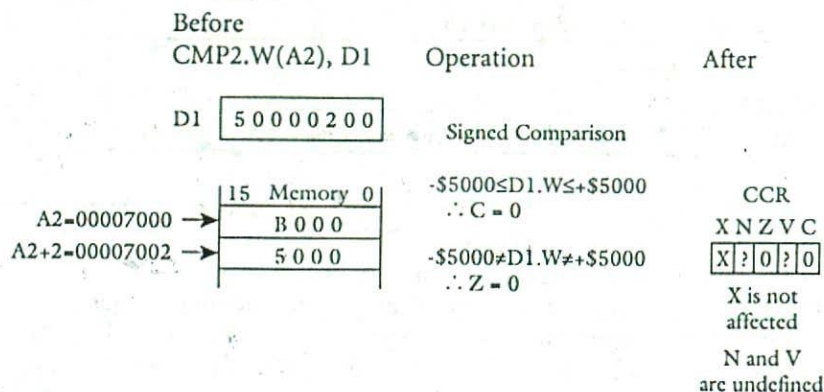 Before
CMP2.W(A2), D1 Operation After
D1 50000200
Signed Comparison
15 Memory 0
-$5000≤D1.W≤+$5000
∴ C = 0
CCR
A2=00007000 B000
X N Z V C
A2+2=00007002 5000
-$5000≠D1.W≠+$5000
X ? 0 ? 0
∴ Z = 0
X is not
affected
N and V
are undefined